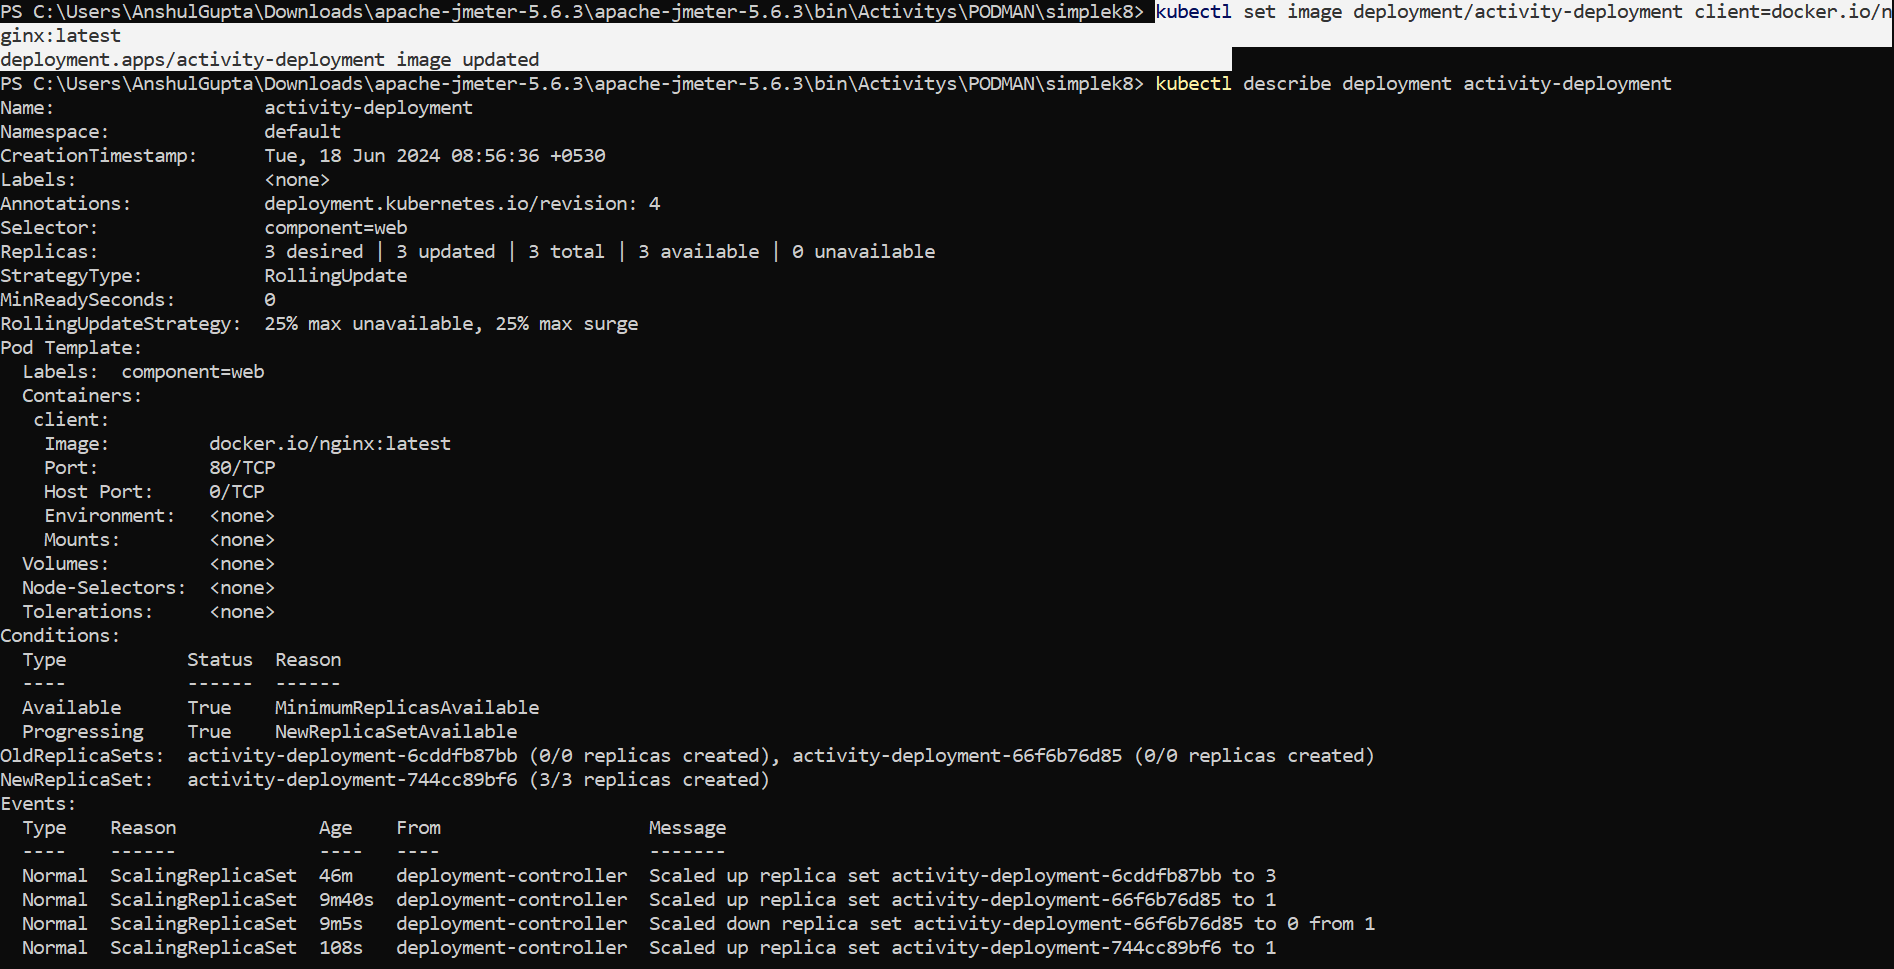 PS C:\Users\AnshulGupta\Downloads\apache-jmeter-5.6.3\apache-jmeter-5.6.3\bin\Activitys\PODMAN\simplek8> kubectl set image deployment/activity-deployment client=docker.io/n
ginx:latest
deployment.apps/activity-deployment image updated
PS C:\Users\AnshulGupta\Downloads\apache-jmeter-5.6.3\apache-jmeter-5.6.3\bin\Activitys\PODMAN\simplek8> kubectl describe deployment activity-deployment
Name:                   activity-deployment
Namespace:              default
CreationTimestamp:      Tue, 18 Jun 2024 08:56:36 +0530
Labels:                 <none>
Annotations:            deployment.kubernetes.io/revision: 4
Selector:               component=web
Replicas:               3 desired | 3 updated | 3 total | 3 available | 0 unavailable
StrategyType:           RollingUpdate
MinReadySeconds:        0
RollingUpdateStrategy:  25% max unavailable, 25% max surge
Pod Template:
  Labels:  component=web
  Containers:
   client:
    Image:         docker.io/nginx:latest
    Port:          80/TCP
    Host Port:     0/TCP
    Environment:   <none>
    Mounts:        <none>
  Volumes:         <none>
  Node-Selectors:  <none>
  Tolerations:     <none>
Conditions:
  Type           Status  Reason
  ----           ------  ------
  Available      True    MinimumReplicasAvailable
  Progressing    True    NewReplicaSetAvailable
OldReplicaSets:  activity-deployment-6cddfb87bb (0/0 replicas created), activity-deployment-66f6b76d85 (0/0 replicas created)
NewReplicaSet:   activity-deployment-744cc89bf6 (3/3 replicas created)
Events:
  Type    Reason             Age    From                   Message
  ----    ------             ----   ----                   -------
  Normal  ScalingReplicaSet  46m    deployment-controller  Scaled up replica set activity-deployment-6cddfb87bb to 3
  Normal  ScalingReplicaSet  9m40s  deployment-controller  Scaled up replica set activity-deployment-66f6b76d85 to 1
  Normal  ScalingReplicaSet  9m5s   deployment-controller  Scaled down replica set activity-deployment-66f6b76d85 to 0 from 1
  Normal  ScalingReplicaSet  108s   deployment-controller  Scaled up replica set activity-deployment-744cc89bf6 to 1